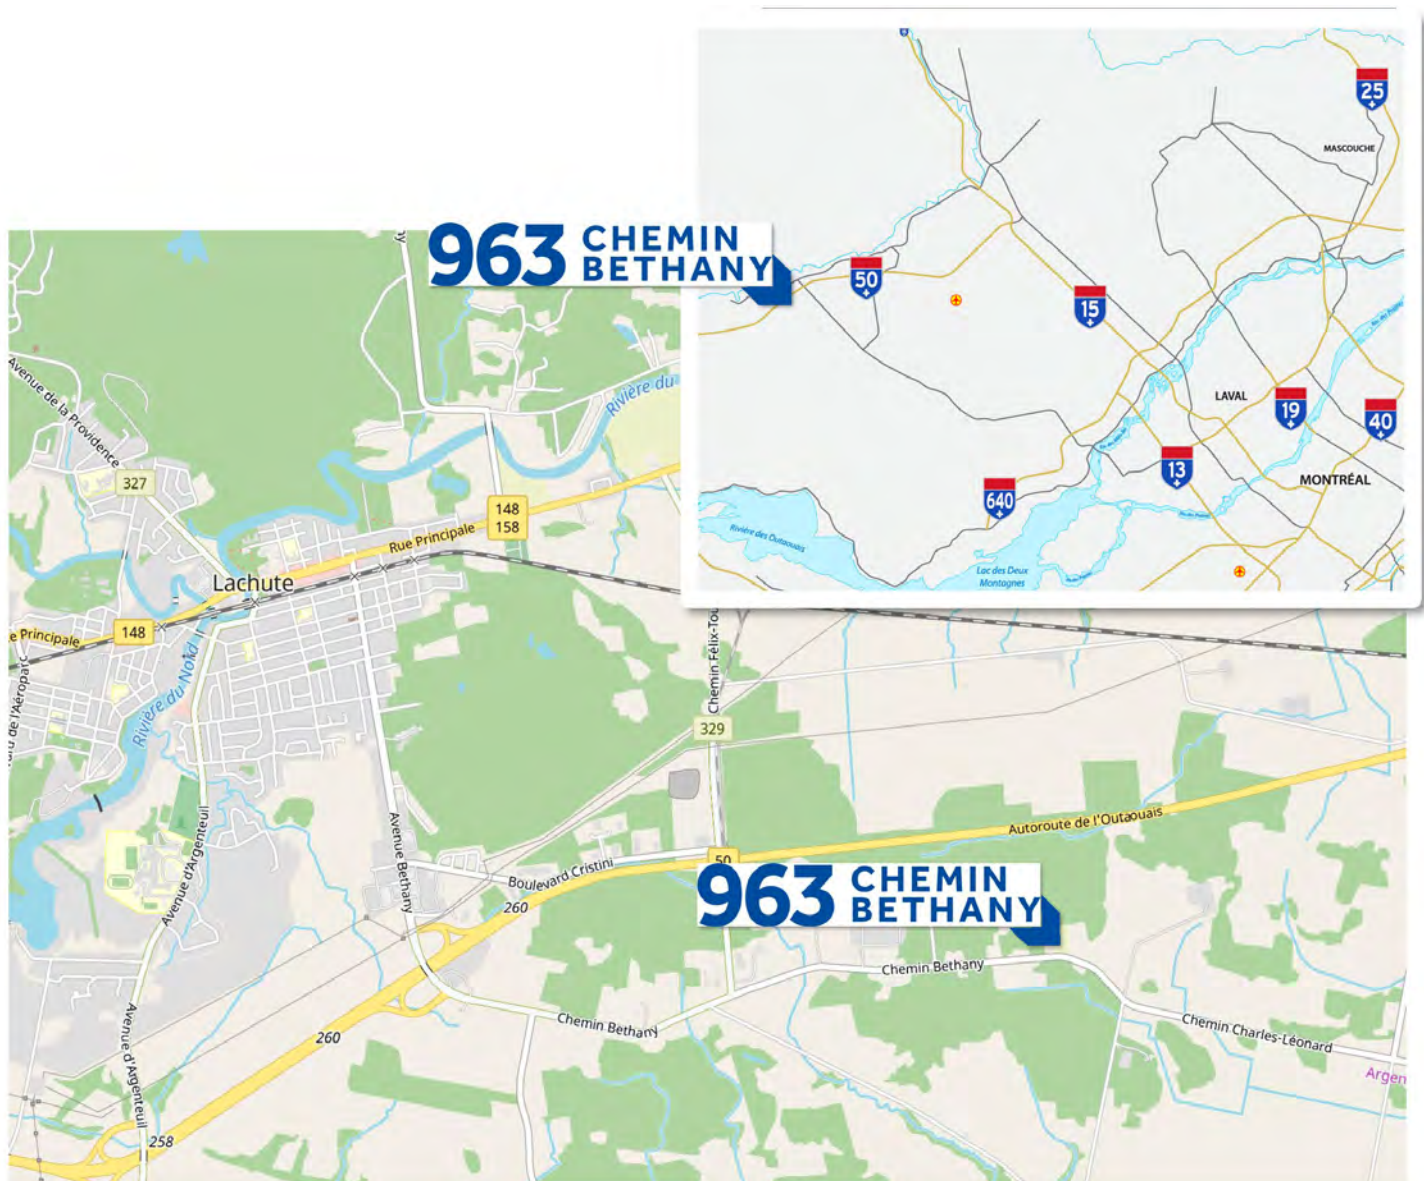 25
MASCOUCHE
963 CHEMIN
BETHANY
50
15
LAVAL
19
40
13
MONTRÉAL
640
Rivière des Outaouais
Lac des Deux
Montagnes
Avenue de la Providence
Rivière du
327
148
158
Rue Principale
Lachute
148
e Principale
Rivière du Nord
Chemin Félix-Tou
329
Autoroute de l'Outaouais
Avenue d'Argenteuil
Avenue Bethany
Boulevard Cristini
50
963 CHEMIN
BETHANY
260
Chemin Bethany
Chemin Bethany
Chemin Charles-Léonard
260
Avenue d'Argenteuil
Argen
258